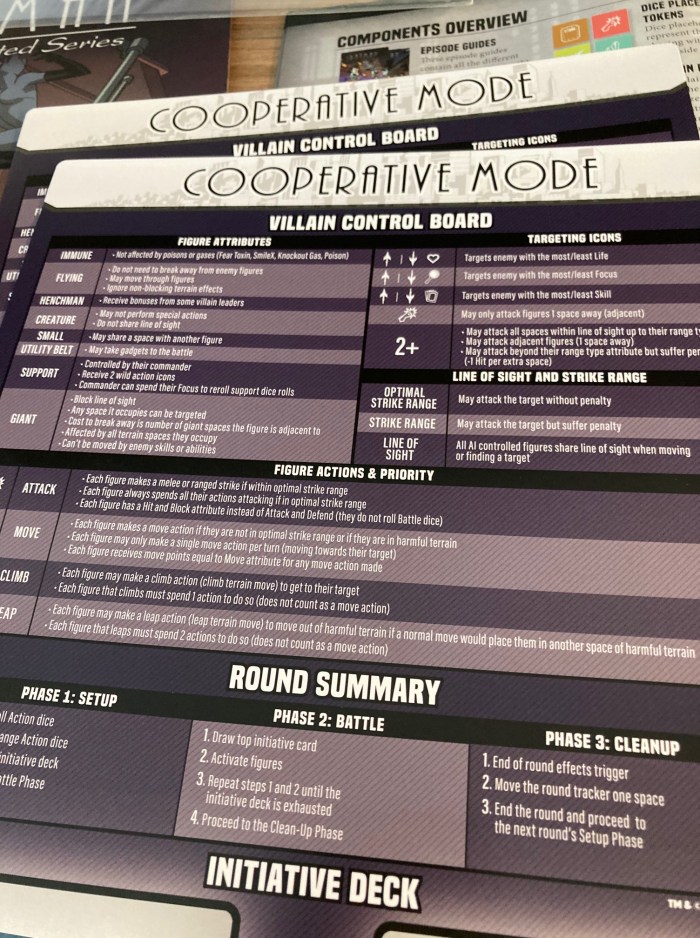 ted Series
COMPONENTS OVERVIEW
EPISODE GUIDES
These episode guides
contain all the different
DICE PLACE
TOKENS
Dice placeh
represent th
COOPERATIVE MODE
VILLAIN CONTROL BOARD
TARGETING ICONS
COOPERATIVE MODE
VILLAIN CONTROL BOARD
FIGURE ATTRIBUTES
IMMUNE
· Not affected by poisons or gases (Fear Toxin, SmileX, Knockout Gas, Poison)
FLYING
· Do not need to break away from enemy figures
· May move through figures
· Ignore non-blocking terrain effects
HENCHMAN
· Receive bonuses from some villain leaders
CREATURE
· May not perform special actions
· Do not share line of sight
SMALL
· May share a space with another figure
UTILITY BELT
· May take gadgets to the battle
SUPPORT
· Controlled by their commander
· Receive 2 wild action icons
· Commander can spend their Focus to reroll support dice rolls
GIANT
· Block line of sight
· Any space it occupies can be targeted
· Cost to break away is number of giant spaces the figure is adjacent to
· Affected by all terrain spaces they occupy
· Can't be moved by enemy skills or abilities
TARGETING ICONS
Targets enemy with the most/least Life
Targets enemy with the most/least Focus
Targets enemy with the most/least Skill
May only attack figures 1 space away (adjacent)
2+
· May attack all spaces within line of sight up to their range t
· May attack adjacent figures (1 space away)
· May attack beyond their range type attribute but suffer pe
(-1 Hit per extra space)
LINE OF SIGHT AND STRIKE RANGE
OPTIMAL
STRIKE RANGE
May attack the target without penalty
STRIKE RANGE
May attack the target but suffer penalty
LINE OF
SIGHT
All AI controlled figures share line of sight when moving
or finding a target
FIGURE ACTIONS & PRIORITY
ATTACK
· Each figure makes a melee or ranged strike if within optimal strike range
· Each figure always spends all their actions attacking if in optimal strike range
· Each figure has a Hit and Block attribute instead of Attack and Defend (they do not roll Battle dice)
MOVE
· Each figure makes a move action if they are not in optimal strike range or if they are in harmful terrain
· Each figure may only make a single move action per turn (moving towards their target)
· Each figure receives move points equal to Move attribute for any move action made
CLIMB
· Each figure may make a climb action (climb terrain move) to get to their target
· Each figure that climbs must spend 1 action to do so (does not count as a move action)
EAP
· Each figure may make a leap action (leap terrain move) to move out of harmful terrain if a normal move would place them in another space of harmful terrain
· Each figure that leaps must spend 2 actions to do so (does not count as a move action)
ROUND SUMMARY
PHASE 1: SETUP
ll Action dice
ange Action dice
nitiative deck
attle Phase
PHASE 2: BATTLE
1. Draw top initiative card
2. Activate figures
3. Repeat steps 1 and 2 until the
initiative deck is exhausted
4. Proceed to the Clean-Up Phase
PHASE 3: CLEANUP
1. End of round effects trigger
2. Move the round tracker one space
3. End the round and proceed to
the next round's Setup Phase
INITIATIVE DECK
TM &